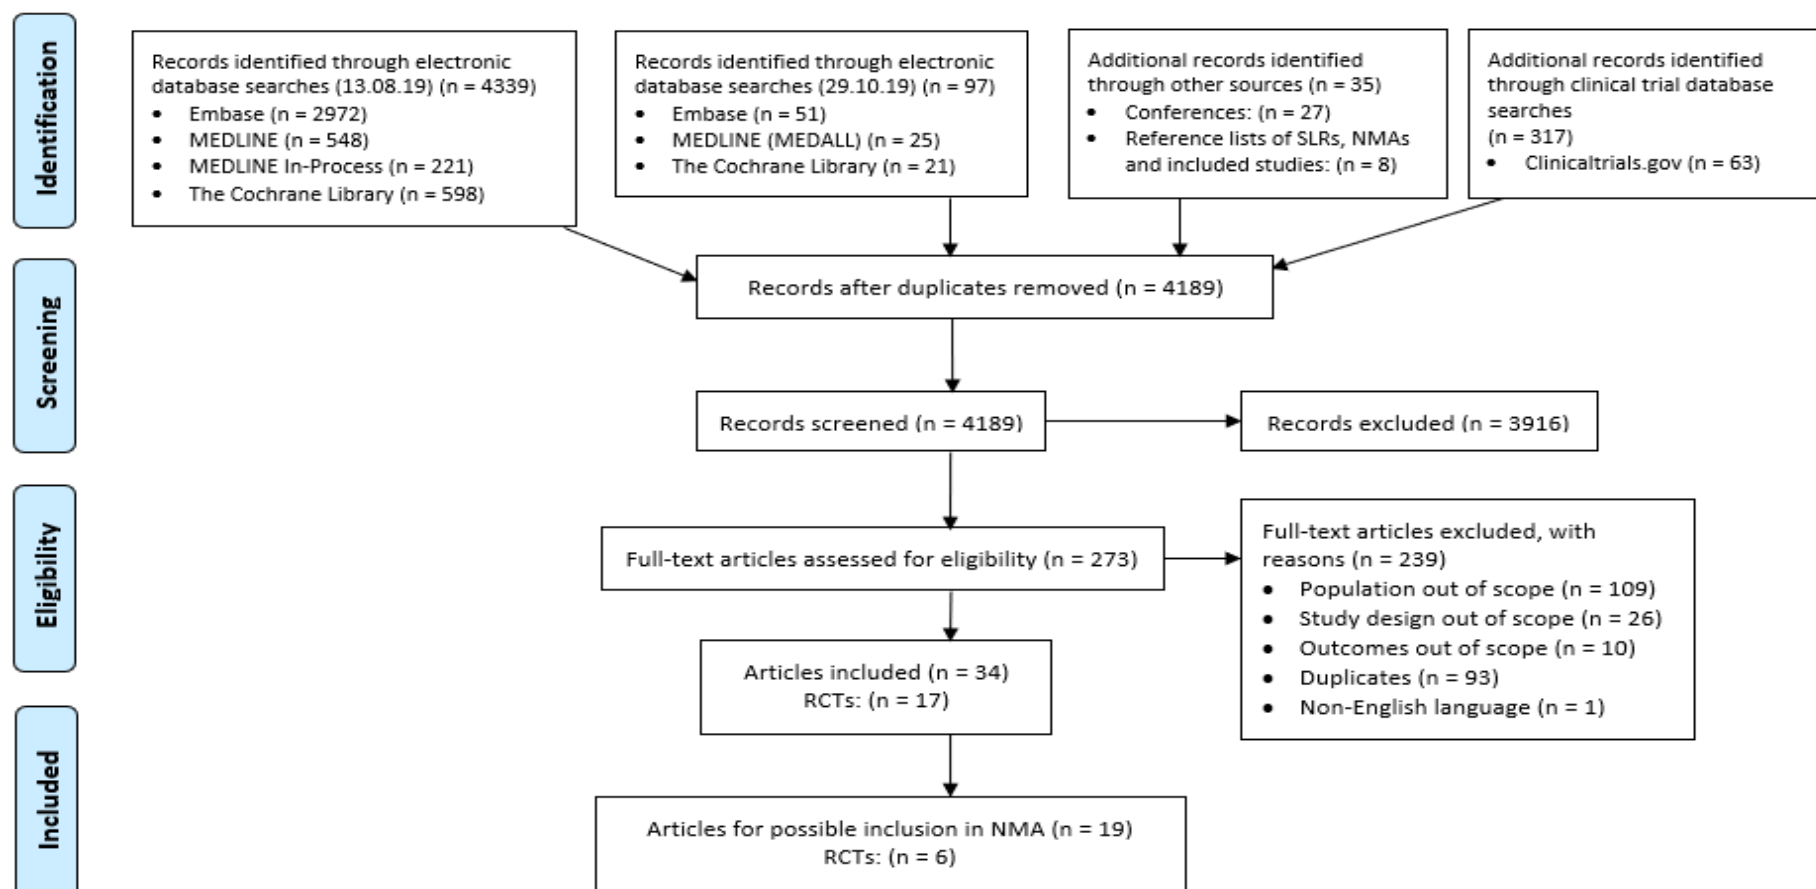 Identification
Records identified through electronic
database searches (13.08.19) (n = 4339)
• Embase (n = 2972)
• MEDLINE (n = 548)
• MEDLINE In-Process (n = 221)
• The Cochrane Library (n = 598)
Records identified through electronic
database searches (29.10.19) (n = 97)
• Embase (n = 51)
• MEDLINE (MEDALL) (n = 25)
• The Cochrane Library (n = 21)
Additional records identified
through other sources (n = 35)
• Conferences: (n = 27)
• Reference lists of SLRs, NMAs
and included studies: (n = 8)
Additional records identified
through clinical trial database
searches
(n = 317)
• Clinicaltrials.gov (n = 63)
Screening
Records after duplicates removed (n = 4189)
Records screened (n = 4189)
Records excluded (n = 3916)
Eligibility
Full-text articles assessed for eligibility (n = 273)
Full-text articles excluded, with
reasons (n = 239)
• Population out of scope (n = 109)
• Study design out of scope (n = 26)
• Outcomes out of scope (n = 10)
• Duplicates (n = 93)
• Non-English language (n = 1)
Articles included (n = 34)
RCTs: (n = 17)
Included
Articles for possible inclusion in NMA (n = 19)
RCTs: (n = 6)